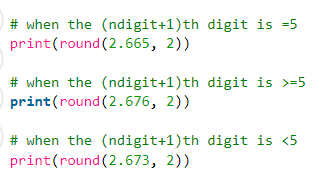 # when the (ndigit+1)th digit is =5
print(round(2.665, 2))
# when the (ndigit+1)th digit is >=5
print(round(2.676, 2))
# when the (ndigit+1)th digit is <5
print(round(2.673, 2))